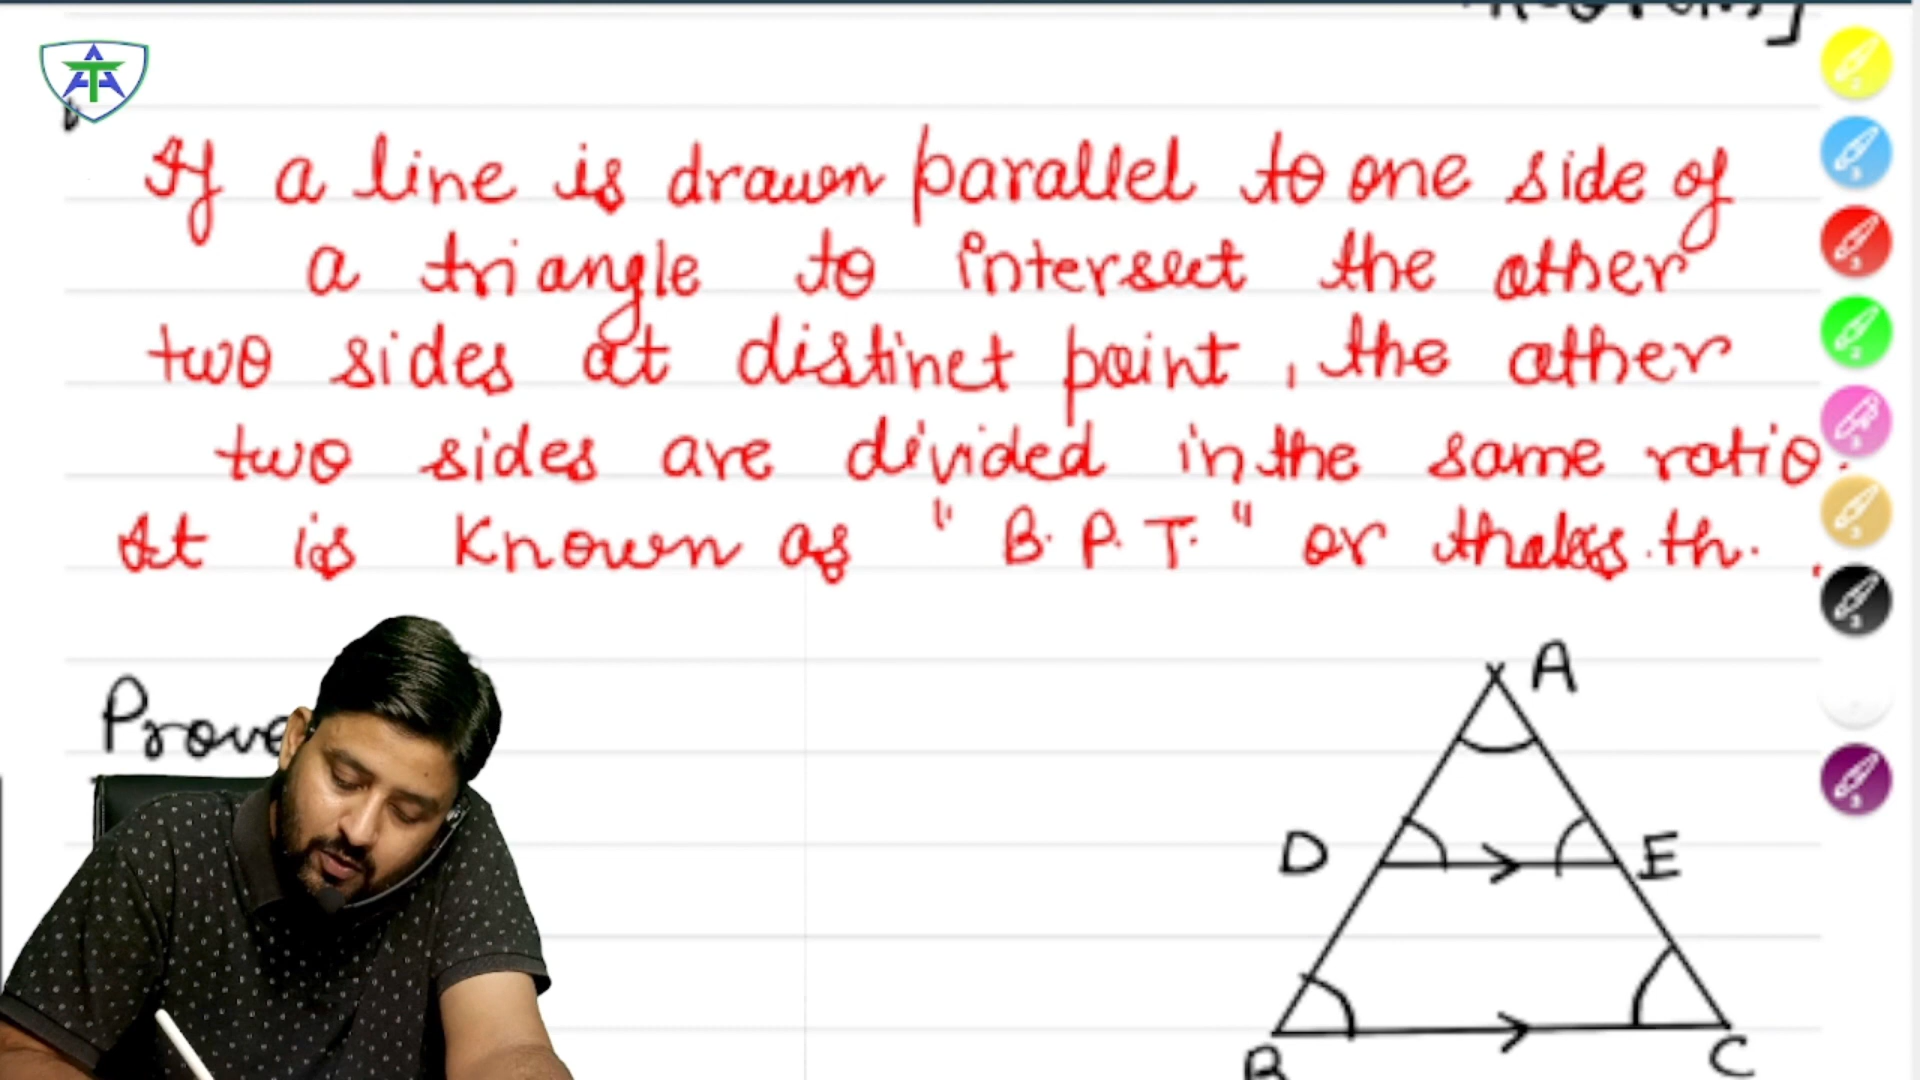 If a line is drawn parallel to one side of
a triangle to intersect the other
two sides at distinct point, the other
two sides are divided in the same ratio.
It is known as "B.P.T." or thales th.
Prove
A
D
E
B
C